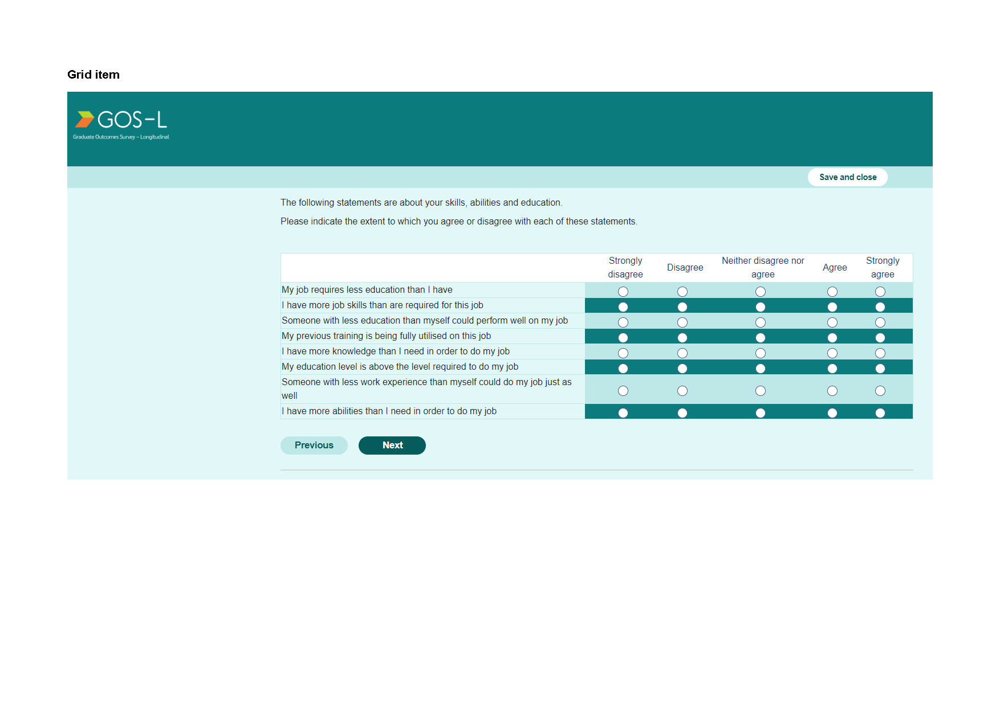 Grid item
GOS-L
Graduate Outcomes Survey – Longitudinal
Save and close
The following statements are about your skills, abilities and education.
Please indicate the extent to which you agree or disagree with each of these statements.
Strongly disagree
Disagree
Neither disagree nor agree
Agree
Strongly agree
My job requires less education than I have
I have more job skills than are required for this job
Someone with less education than myself could perform well on my job
My previous training is being fully utilised on this job
I have more knowledge than I need in order to do my job
My education level is above the level required to do my job
Someone with less work experience than myself could do my job just as
well
I have more abilities than I need in order to do my job
Previous
Next